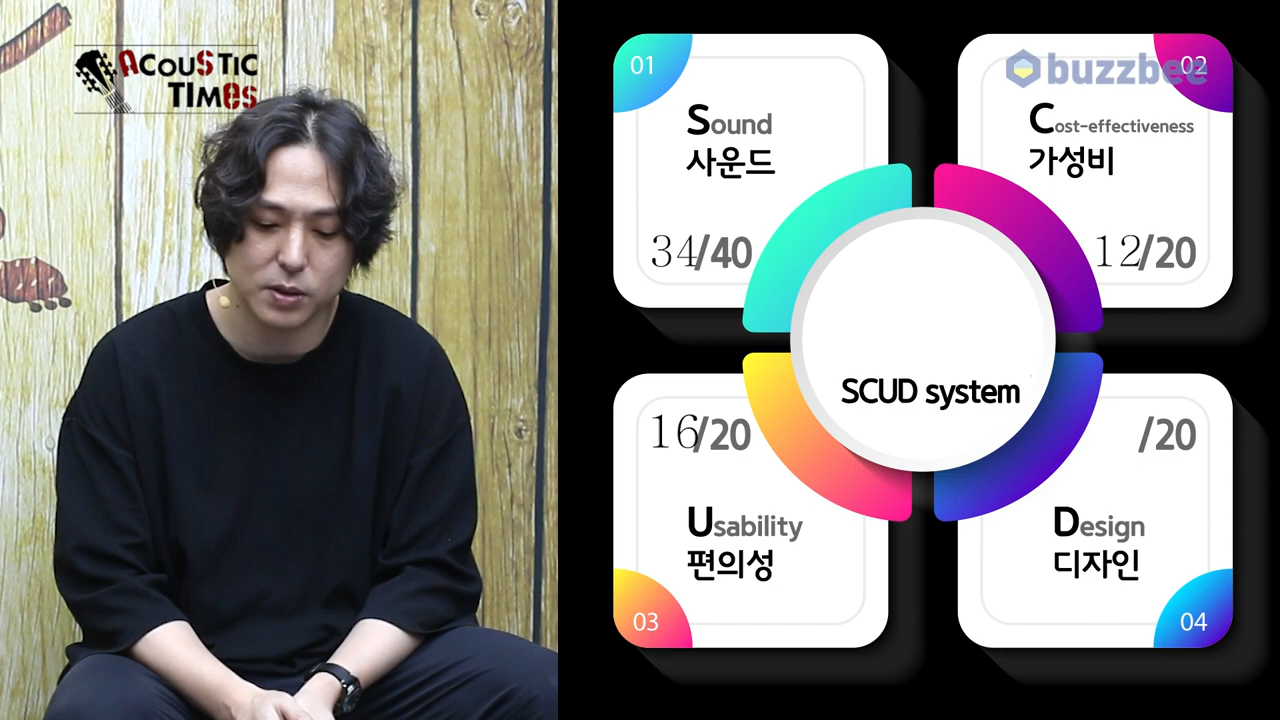 AcouSTic
TIMes
01
Sound
사운드
34/40
buzzbee
02
Cost-effectiveness
가성비
12/20
SCUD system
16/20
Usability
편의성
03
/20
Design
디자인
04